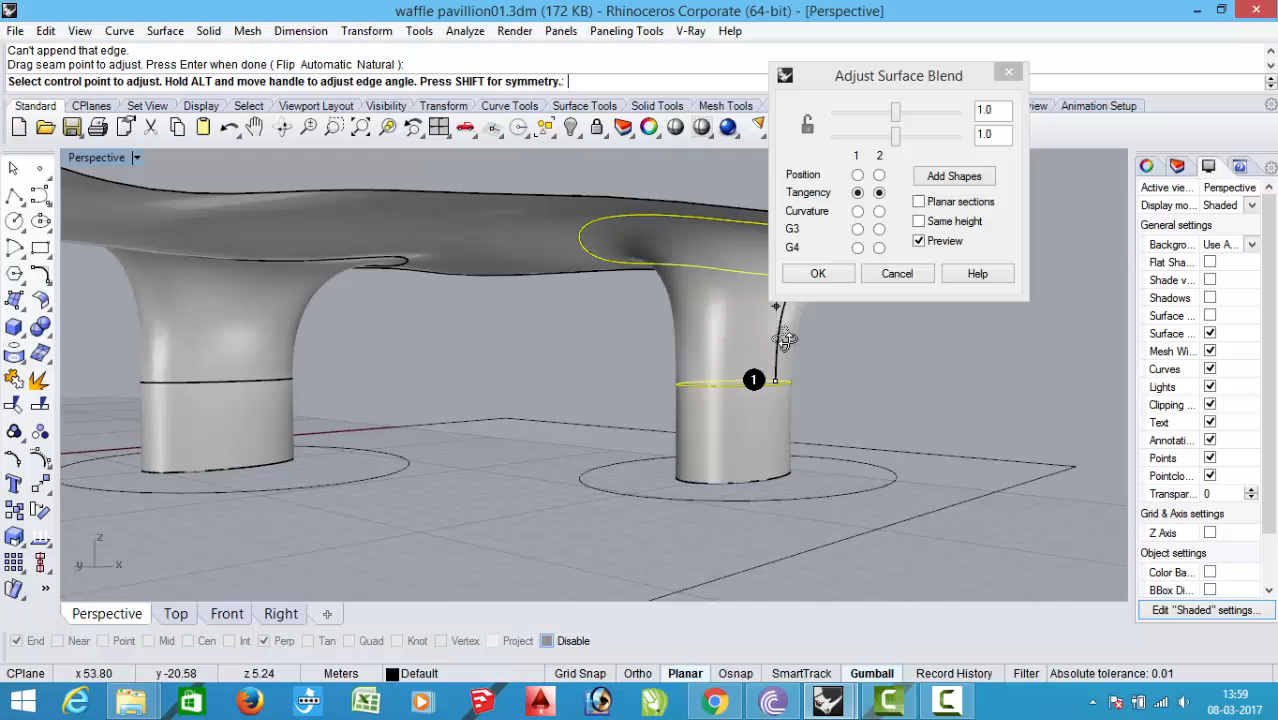 waffle pavillion01.3dm (172 KB) - Rhinoceros Corporate (64-bit) - [Perspective]
File Edit View Curve Surface Solid Mesh Dimension Transform Tools Analyze Render Panels Paneling Tools V-Ray Help
Can't append that edge.
Drag seam point to adjust. Press Enter when done ( Flip Automatic Natural ):
Select control point to adjust. Hold ALT and move handle to adjust edge angle. Press SHIFT for symmetry.:
Standard CPlanes Set View Display Select Viewport Layout Visibility Transform Curve Tools Surface Tools Solid Tools Mesh Tools Animation Setup
Perspective
Adjust Surface Blend
1.0
1.0
1 2
Position
Tangency
Curvature
G3
G4
Add Shapes
Planar sections
Same height
Preview
OK Cancel Help
1
z
y x
Active view... Perspective
Display mo... Shaded
General settings
Backgro... Use A...
Flat Sha...
Shade v...
Shadows
Surface ...
Surface ...
Mesh Wi...
Curves
Lights
Clipping ...
Text
Annotati...
Points
Pointclo...
Transpar... 0
Grid & Axis settings
Z Axis
Object settings
Color Ba...
BBox Di...
Edit "Shaded" settings...
Perspective Top Front Right
End Near Point Mid Cen Int Perp Tan Quad Knot Vertex Project Disable
CPlane x 53.80 y -20.58 z 5.24 Meters Default Grid Snap Ortho Planar Osnap SmartTrack Gumball Record History Filter Absolute tolerance: 0.01
13:59
08-03-2017